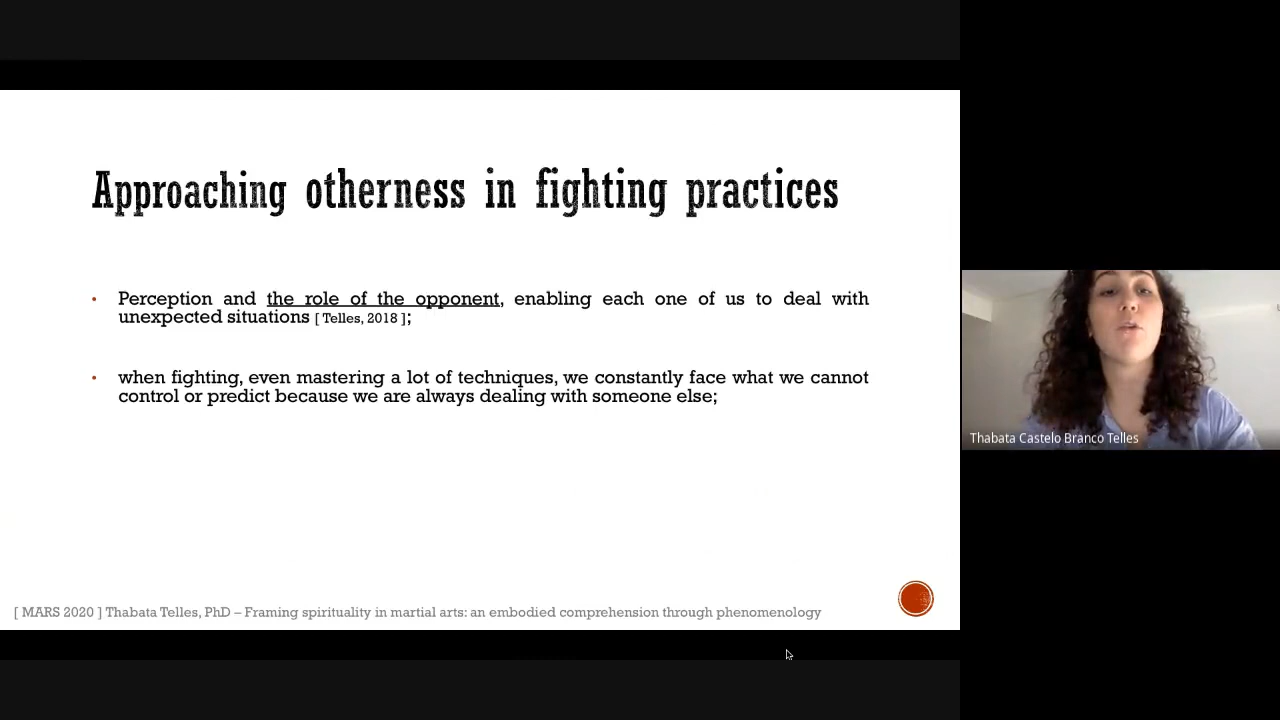 Approaching otherness in fighting practices
• Perception and the role of the opponent, enabling each one of us to deal with
unexpected situations [ Telles, 2018 ];
• when fighting, even mastering a lot of techniques, we constantly face what we cannot
control or predict because we are always dealing with someone else;
Thabata Castelo Branco Telles
[ MARS 2020 ] Thabata Telles, PhD – Framing spirituality in martial arts: an embodied comprehension through phenomenology